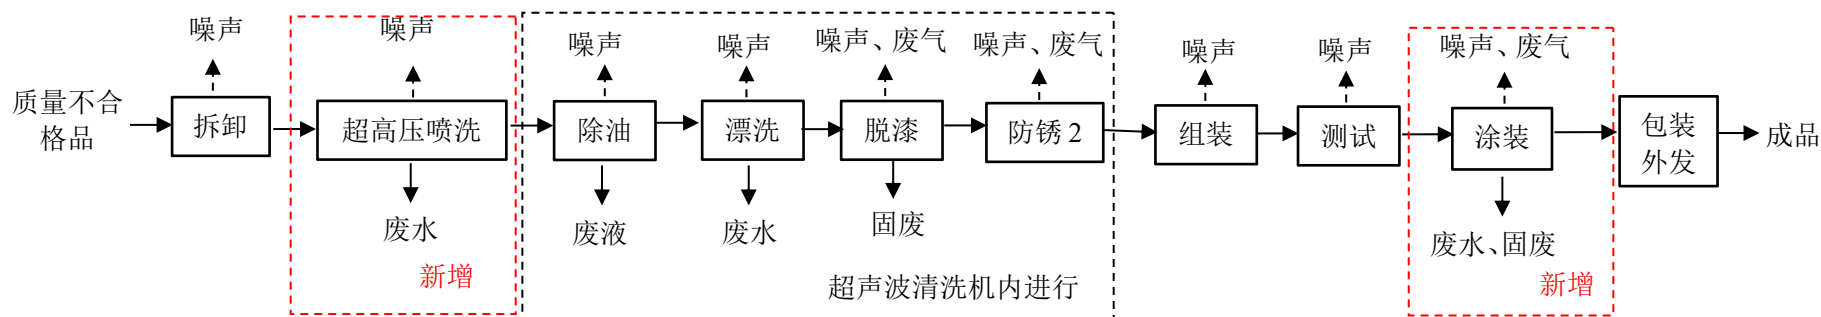 噪声
噪声
噪声
噪声
噪声、废气
噪声、废气
噪声
噪声
噪声、废气
质量不合
格品
拆卸
超高压喷洗
除油
漂洗
脱漆
防锈 2
组装
测试
涂装
包装
外发
成品
废水
废液
废水
固废
废水、固废
新增
超声波清洗机内进行
新增